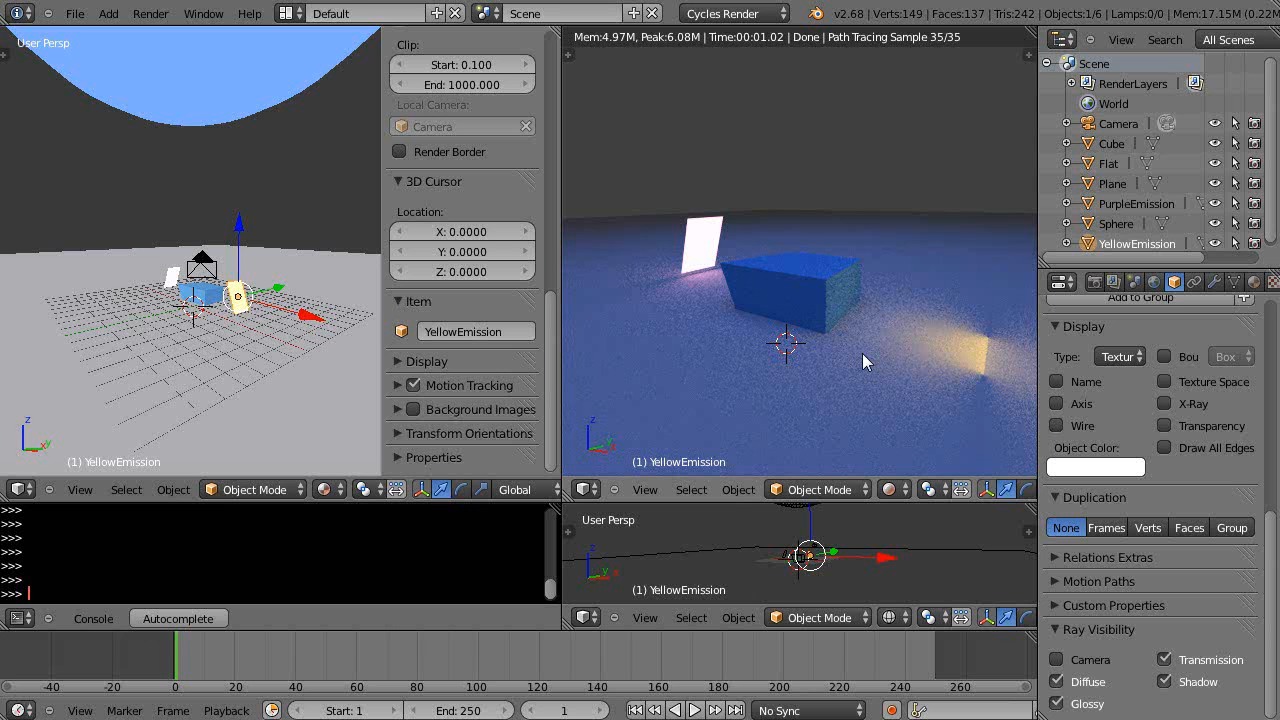 File Add Render Window Help Default Scene Cycles Render v2.68 | Verts:149 | Faces:137 | Tris:242 | Objects:1/6 | Lamps:0/0 | Mem:17.15M (0.22M
User Persp
Clip:
Start: 0.100
End: 1000.000
Local Camera:
Camera
Render Border
3D Cursor
Location:
X: 0.0000
Y: 0.0000
Z: 0.0000
Item
YellowEmission
Display
Motion Tracking
Background Images
Transform Orientations
Properties
z
y
(1) YellowEmission
View Select Object Object Mode Global
Mem:4.97M, Peak:6.08M | Time:00:01.02 | Done | Path Tracing Sample 35/35
z
(1) YellowEmission
View Select Object Object Mode
View Search All Scenes
Scene
RenderLayers
World
Camera
Cube
Flat
Plane
PurpleEmission
Sphere
YellowEmission
Add to Group
Display
Type: Textur Bou Box
Name Texture Space
Axis X-Ray
Wire Transparency
Object Color: Draw All Edges
Duplication
None Frames Verts Faces Group
Relations Extras
Motion Paths
Custom Properties
Ray Visibility
Camera Transmission
Diffuse Shadow
Glossy
>>>
>>>
>>>
>>>
>>>
>>>
>>>
Console Autocomplete
User Persp
z
y
(1) YellowEmission
View Select Object Object Mode
-40 -20 0 20 40 60 80 100 120 140 160 180 200 220 240 260
View Marker Frame Playback Start: 1 End: 250 1 No Sync